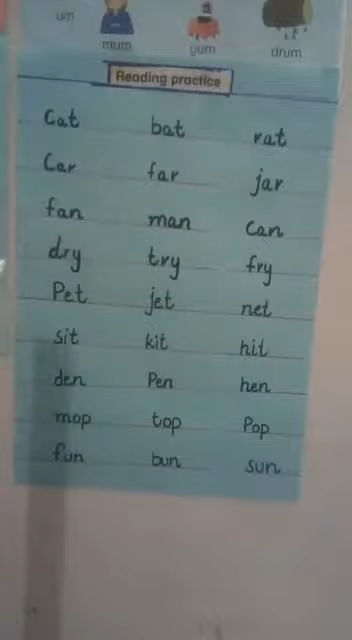 um
mum gum drum
Reading practice
Cat bat rat
Car far jar
fan man can
dry try fry
Pet jet net
sit kit hit
den Pen hen
mop top Pop
fun bun sun